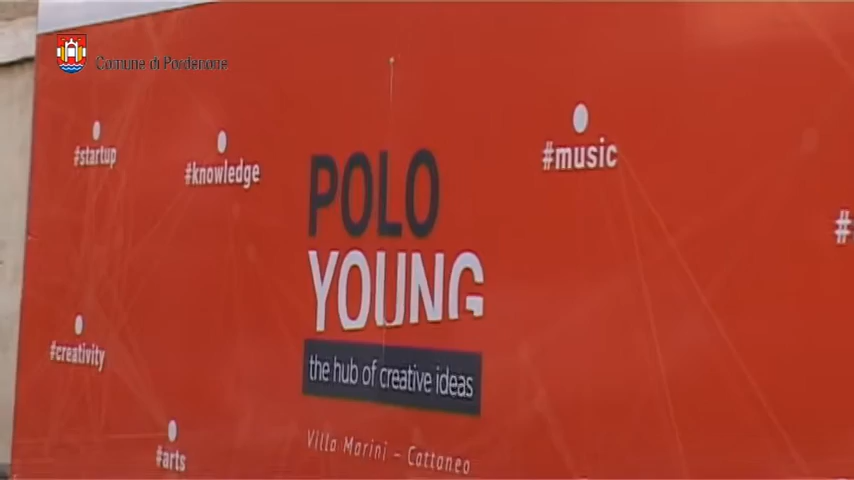 Comune di Pordenone
#startup
#knowledge
#music
POLO
YOUNG
#
#creativity
the hub of creative ideas
#arts
Villa Marini - Cattaneo